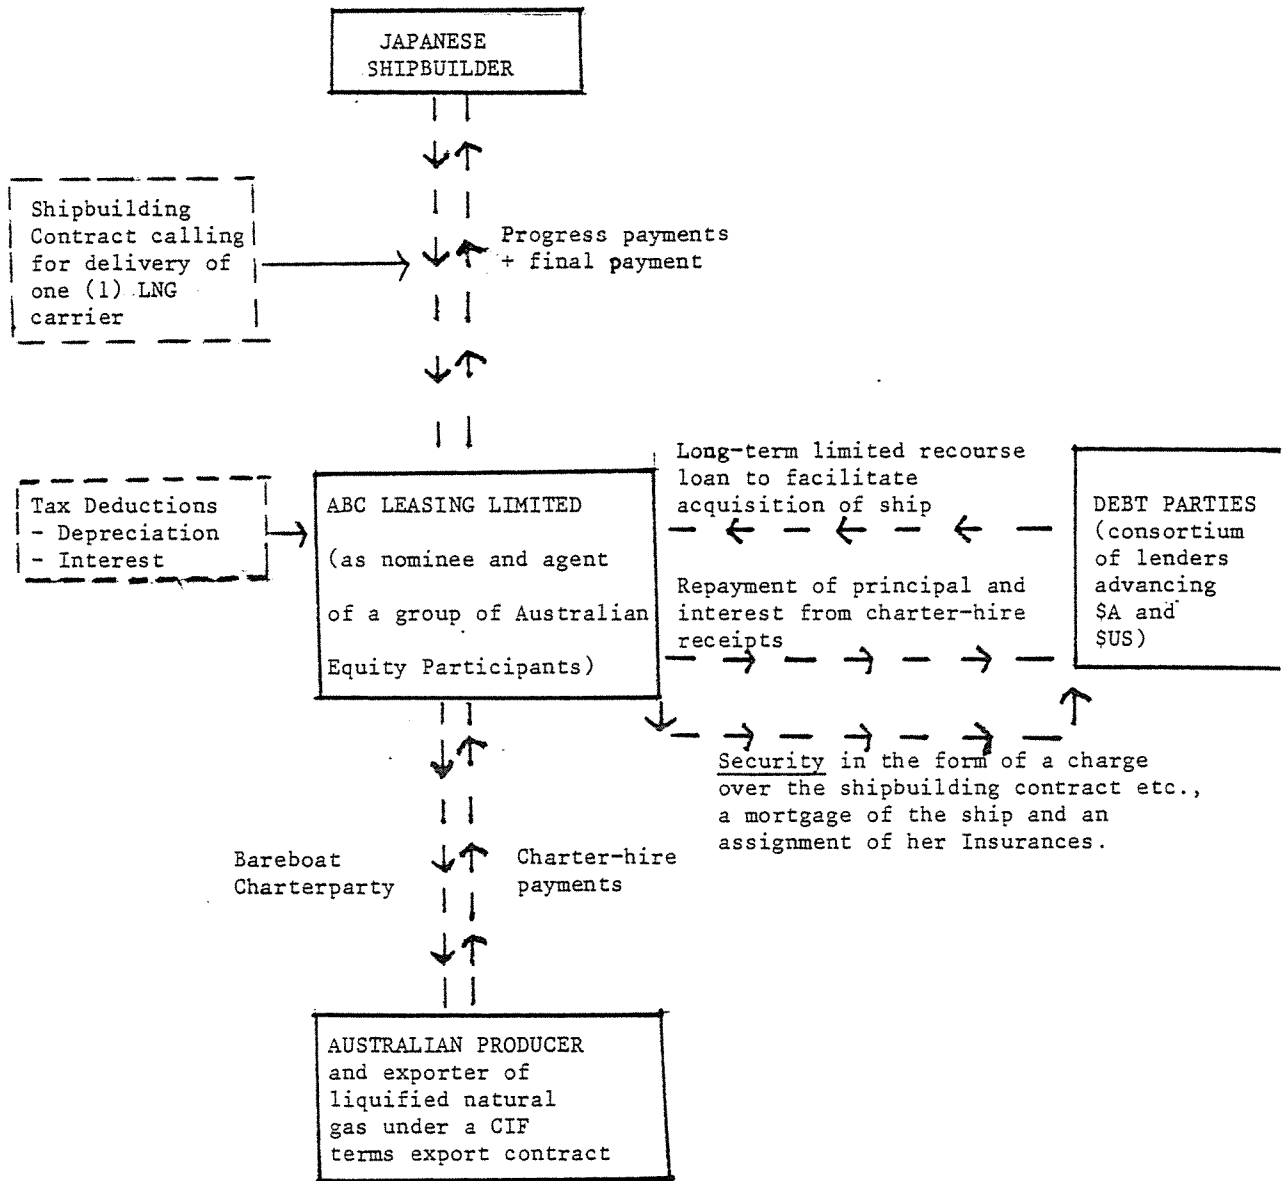 JAPANESE
SHIPBUILDER
Shipbuilding
Contract calling
for delivery of
one (1) LNG
carrier
Progress payments
+ final payment
Tax Deductions
- Depreciation
- Interest
ABC LEASING LIMITED
(as nominee and agent
of a group of Australian
Equity Participants)
Long-term limited recourse
loan to facilitate
acquisition of ship
Repayment of principal and
interest from charter-hire
receipts
DEBT PARTIES
(consortium
of lenders
advancing
$A and
$US)
Security in the form of a charge
over the shipbuilding contract etc.,
a mortgage of the ship and an
assignment of her Insurances.
Bareboat
Charterparty
Charter-hire
payments
AUSTRALIAN PRODUCER
and exporter of
liquified natural
gas under a CIF
terms export contract